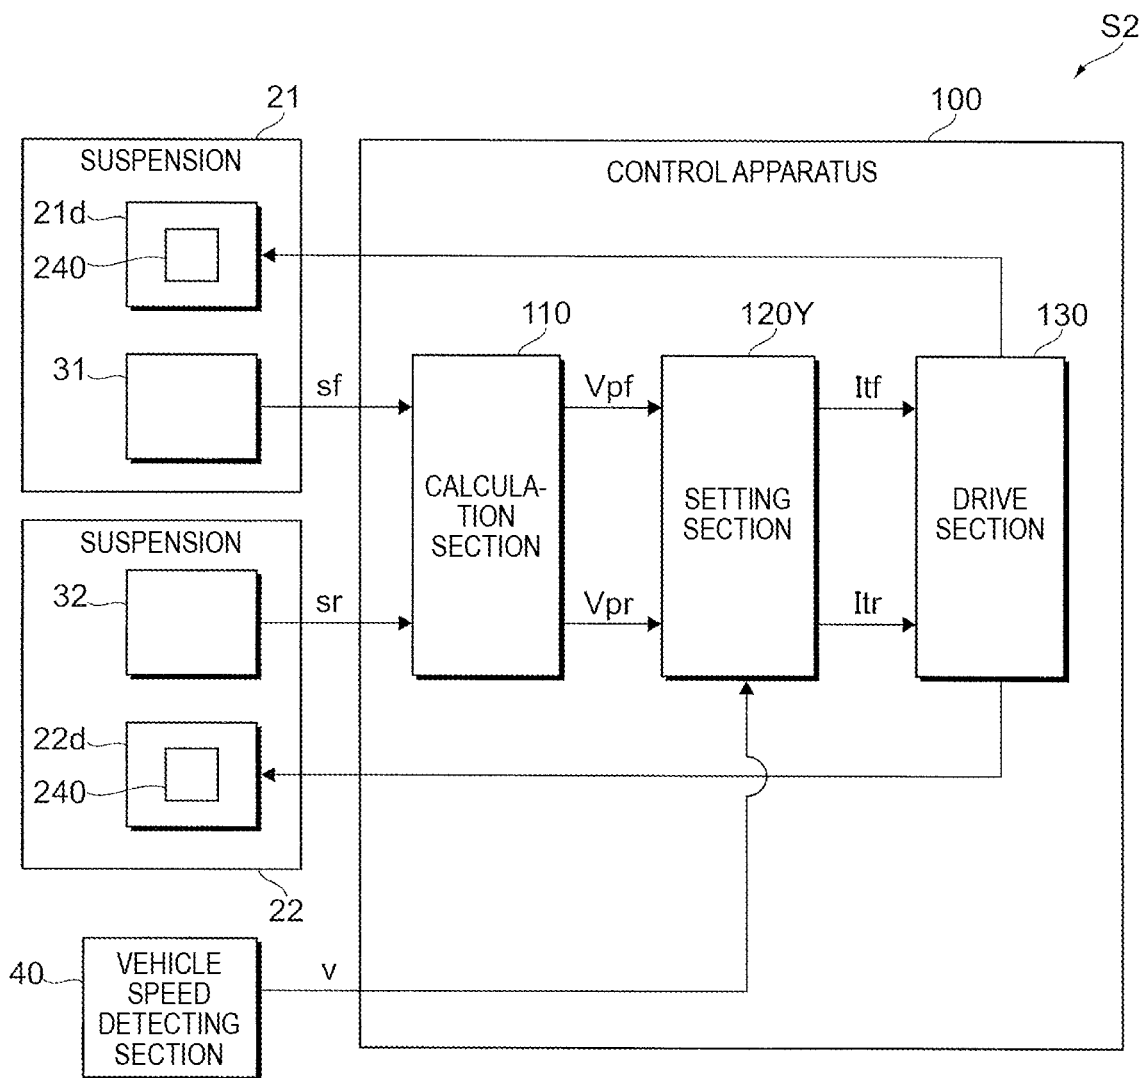 S2
21
100
SUSPENSION
CONTROL APPARATUS
21d
240
110
120Y
130
31
sf
Vpf
Itf
CALCULA-
TION
SECTION
SETTING
SECTION
DRIVE
SECTION
SUSPENSION
32
sr
Vpr
Itr
22d
240
22
40
VEHICLE
SPEED
DETECTING
SECTION
v